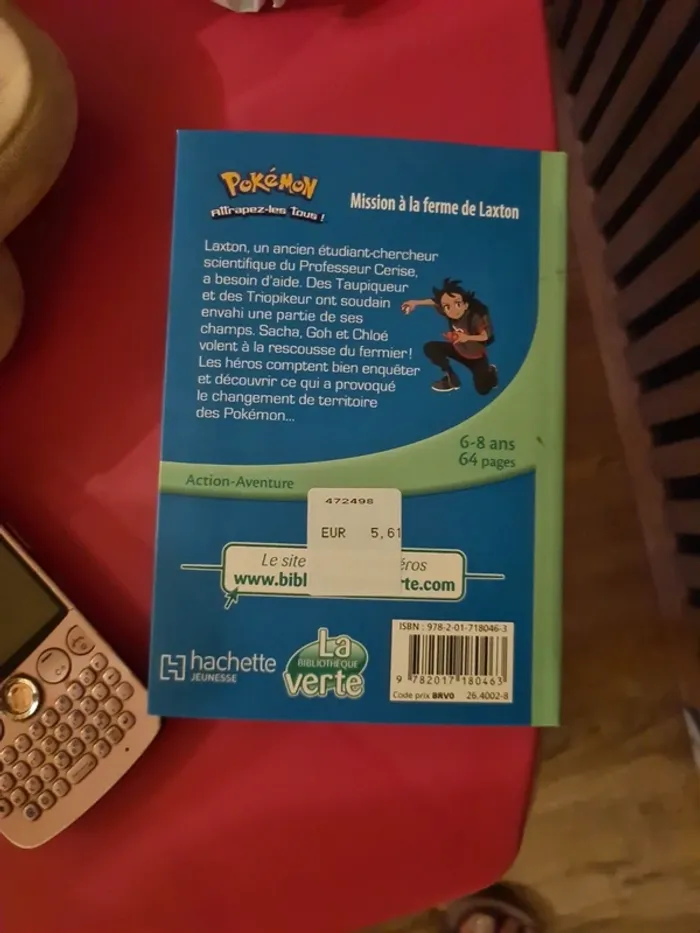 POKéMON
Attrapez-les Tous !
Mission à la ferme de Laxton
Laxton, un ancien étudiant-chercheur
scientifique du Professeur Cerise,
a besoin d'aide. Des Taupiqueur
et des Triopikeur ont soudain
envahi une partie de ses
champs. Sacha, Goh et Chloé
volent à la rescousse du fermier !
Les héros comptent bien enquêter
et découvrir ce qui a provoqué
le changement de territoire
des Pokémon...
6-8 ans
64 pages
Action-Aventure
472498
EUR 5,61
Le site éros
www.bibl rte.com
hachette
JEUNESSE
La
BIBLIOTHÈQUE
verte
ISBN : 978-2-01-718046-3
9 782017 180463
Code prix BRV0 26.4002-8